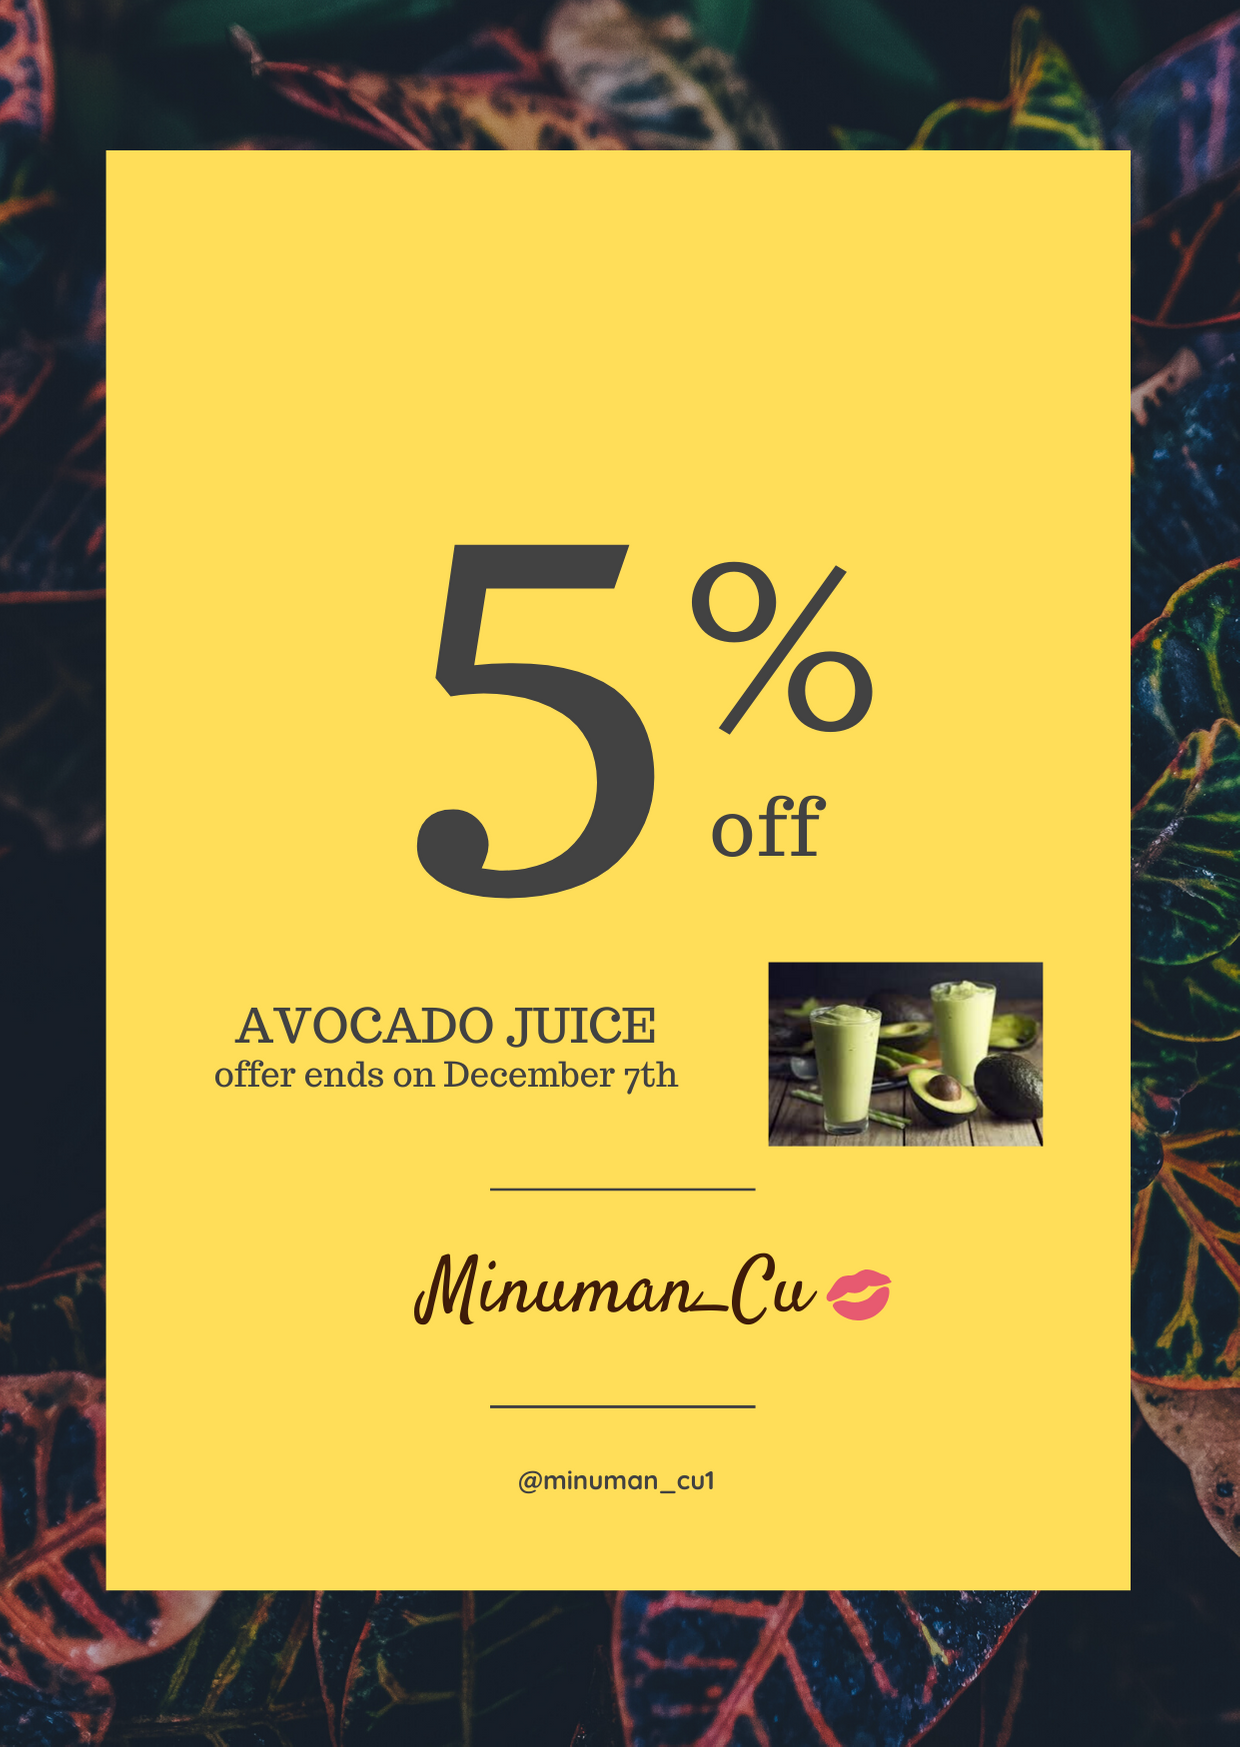 5%
off
AVOCADO JUICE
offer ends on December 7th
Minuman_Cu
@minuman_cu1